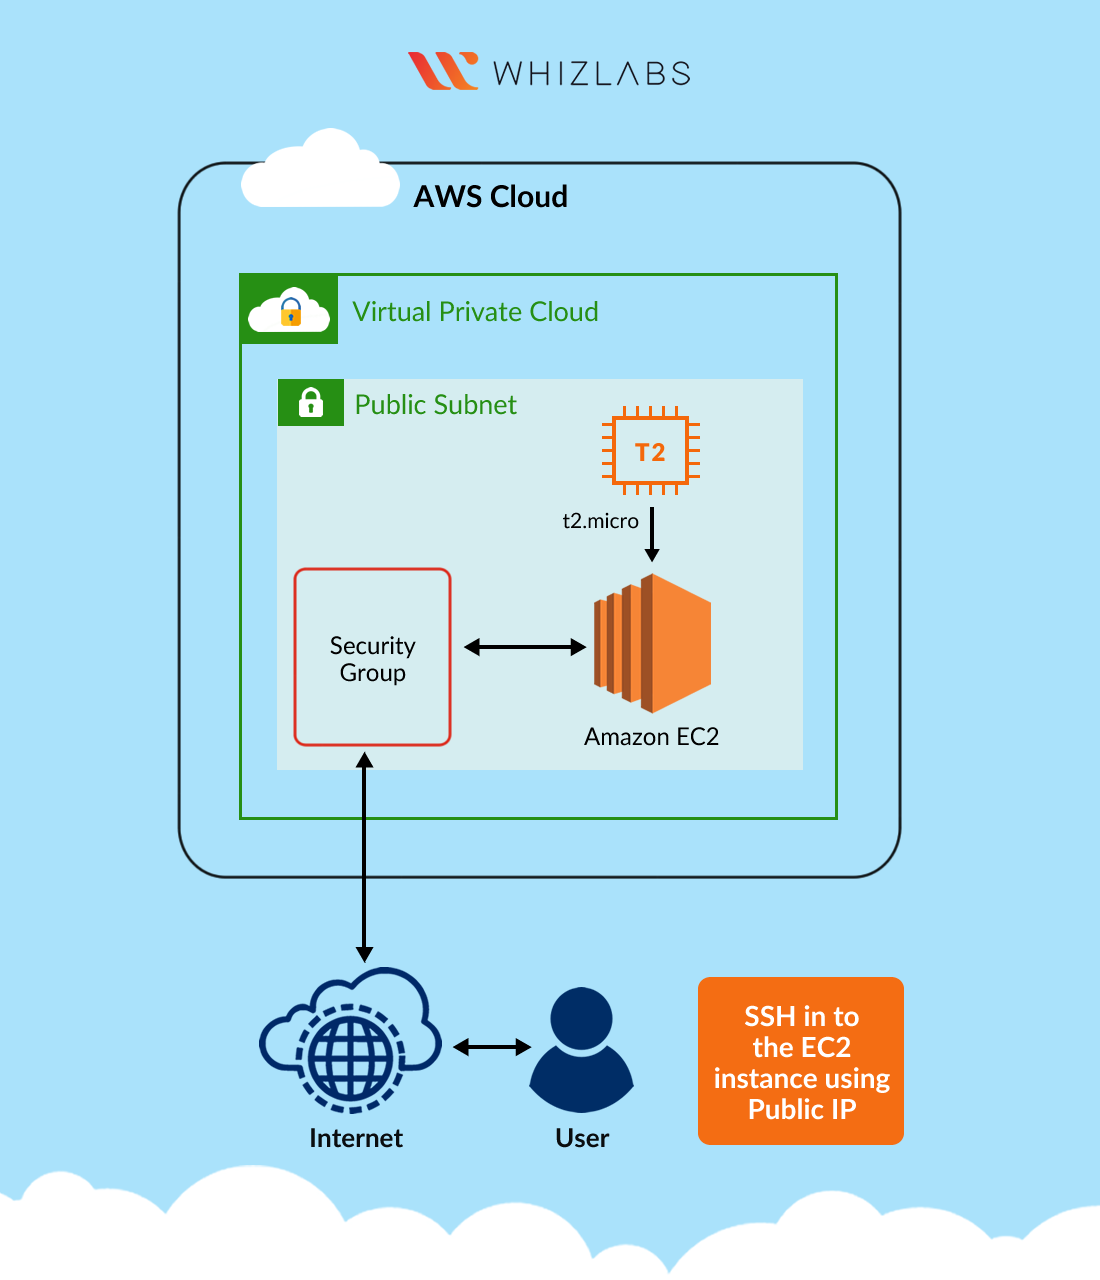 WHIZLABS
AWS Cloud
Virtual Private Cloud
Public Subnet
T2
t2.micro
Security
Group
Amazon EC2
Internet
User
SSH in to
the EC2
instance using
Public IP